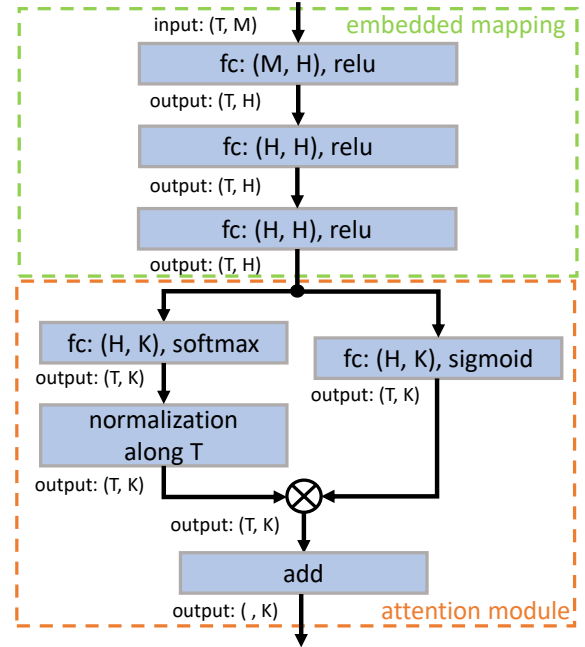 embedded mapping
input: (T, M)
fc: (M, H), relu
output: (T, H)
fc: (H, H), relu
output: (T, H)
fc: (H, H), relu
output: (T, H)
fc: (H, K), softmax
output: (T, K)
normalization
along T
output: (T, K)
fc: (H, K), sigmoid
output: (T, K)
output: (T, K)
add
output: ( , K)
attention module